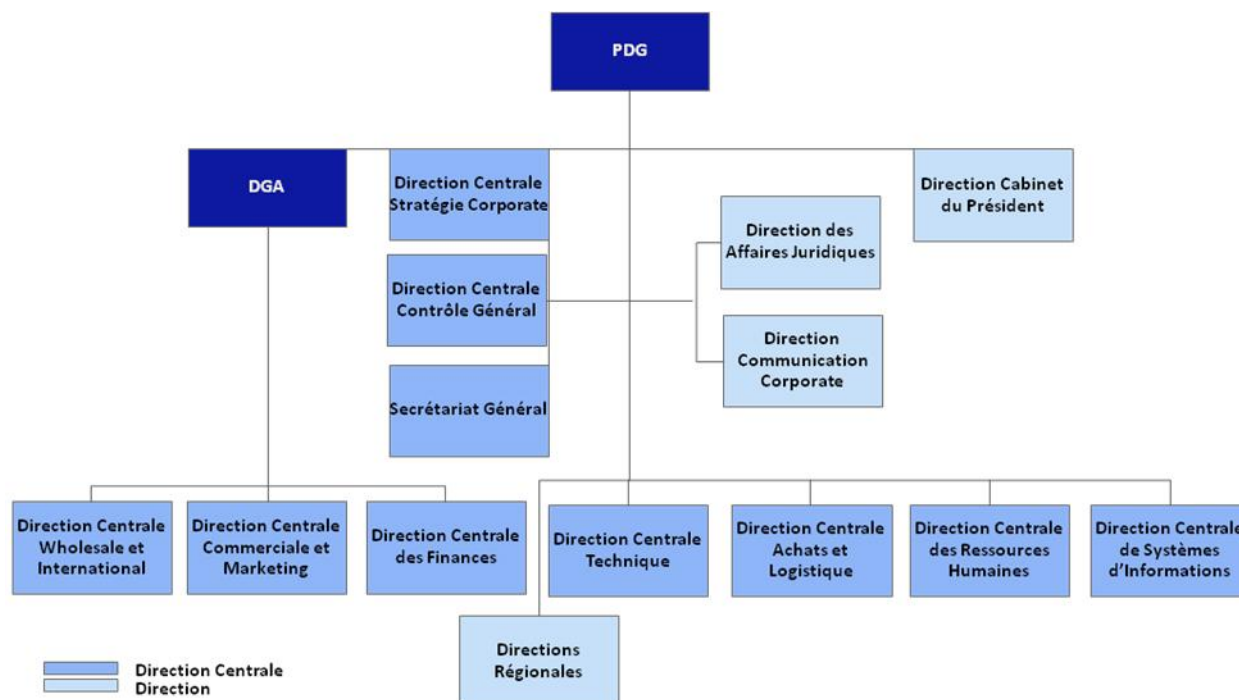 PDG
DGA
Direction Centrale
Stratégie Corporate
Direction Cabinet
du Président
Direction des
Affaires Juridiques
Direction Centrale
Contrôle Général
Direction
Communication
Corporate
Secrétariat Général
Direction Centrale
Wholesale et
International
Direction Centrale
Commerciale et
Marketing
Direction Centrale
des Finances
Direction Centrale
Technique
Direction Centrale
Achats et
Logistique
Direction Centrale
des Ressources
Humaines
Direction Centrale
de Systèmes
d'Informations
Directions
Régionales
Direction Centrale
Direction